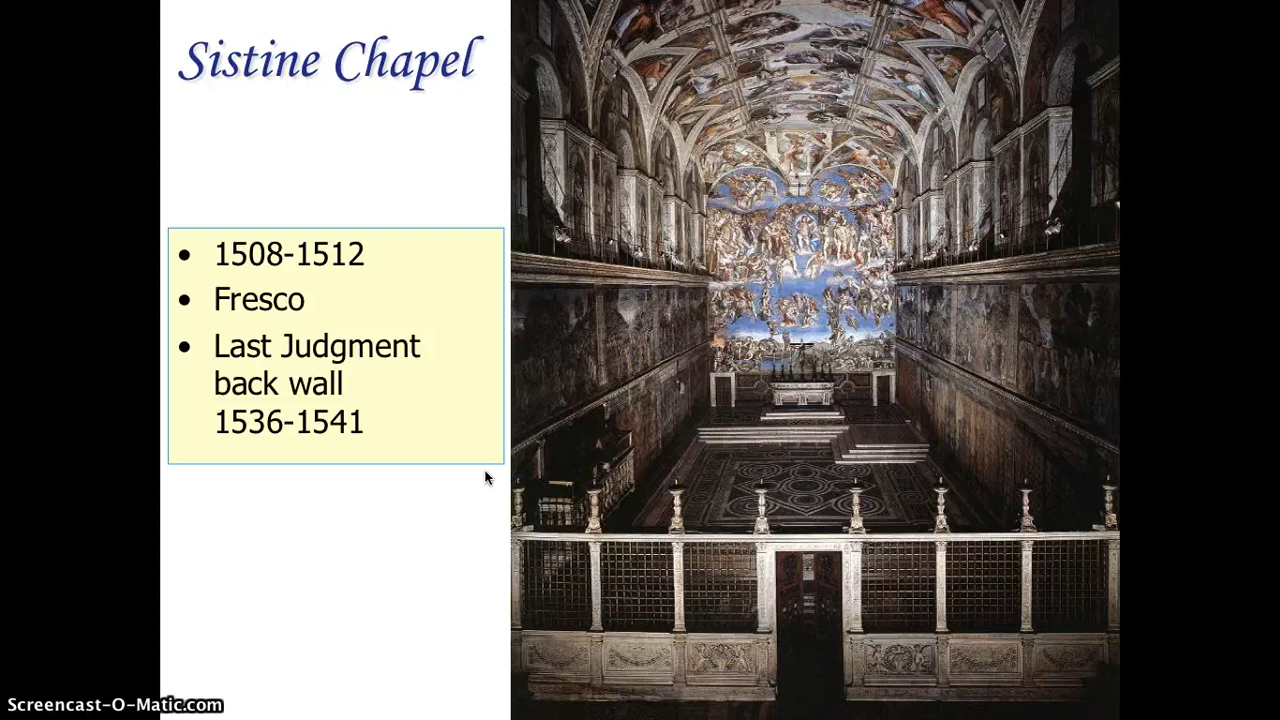 Sistine Chapel
• 1508-1512
• Fresco
• Last Judgment
back wall
1536-1541
Screencast-O-Matic.com